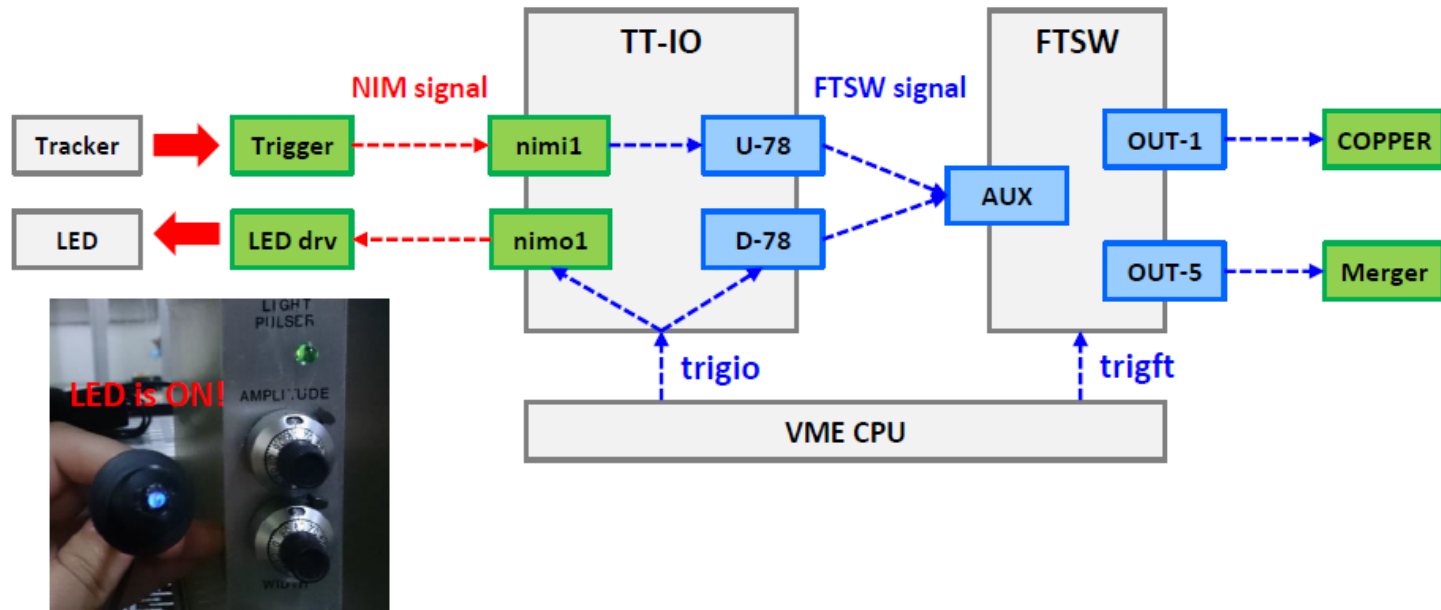 TT-IO
FTSW
NIM signal
FTSW signal
Tracker
Trigger
nimi1
U-78
OUT-1
COPPER
AUX
LED
LED drv
nimo1
D-78
OUT-5
Merger
trigio
trigft
VME CPU
LIGHT
PULSER
LED is ON!
AMPLITUDE
WIDTH